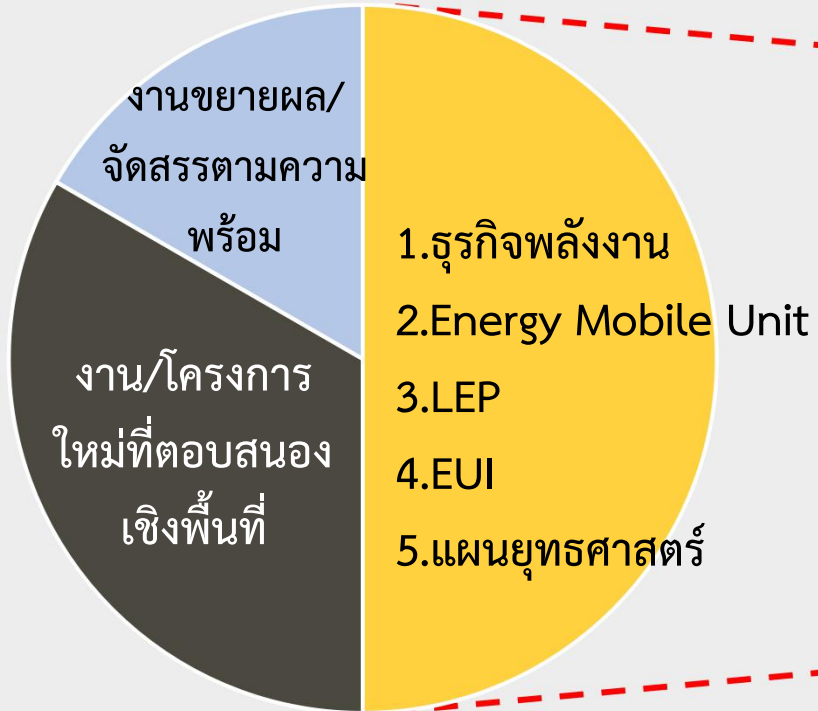 งานขยายผล/
จัดสรรตามความ
พร้อม
งาน/โครงการ
ใหม่ที่ตอบสนอง
เชิงพื้นที่
1.ธุรกิจพลังงาน
2.Energy Mobile Unit
3.LEP
4.EUI
5.แผนยุทธศาสตร์